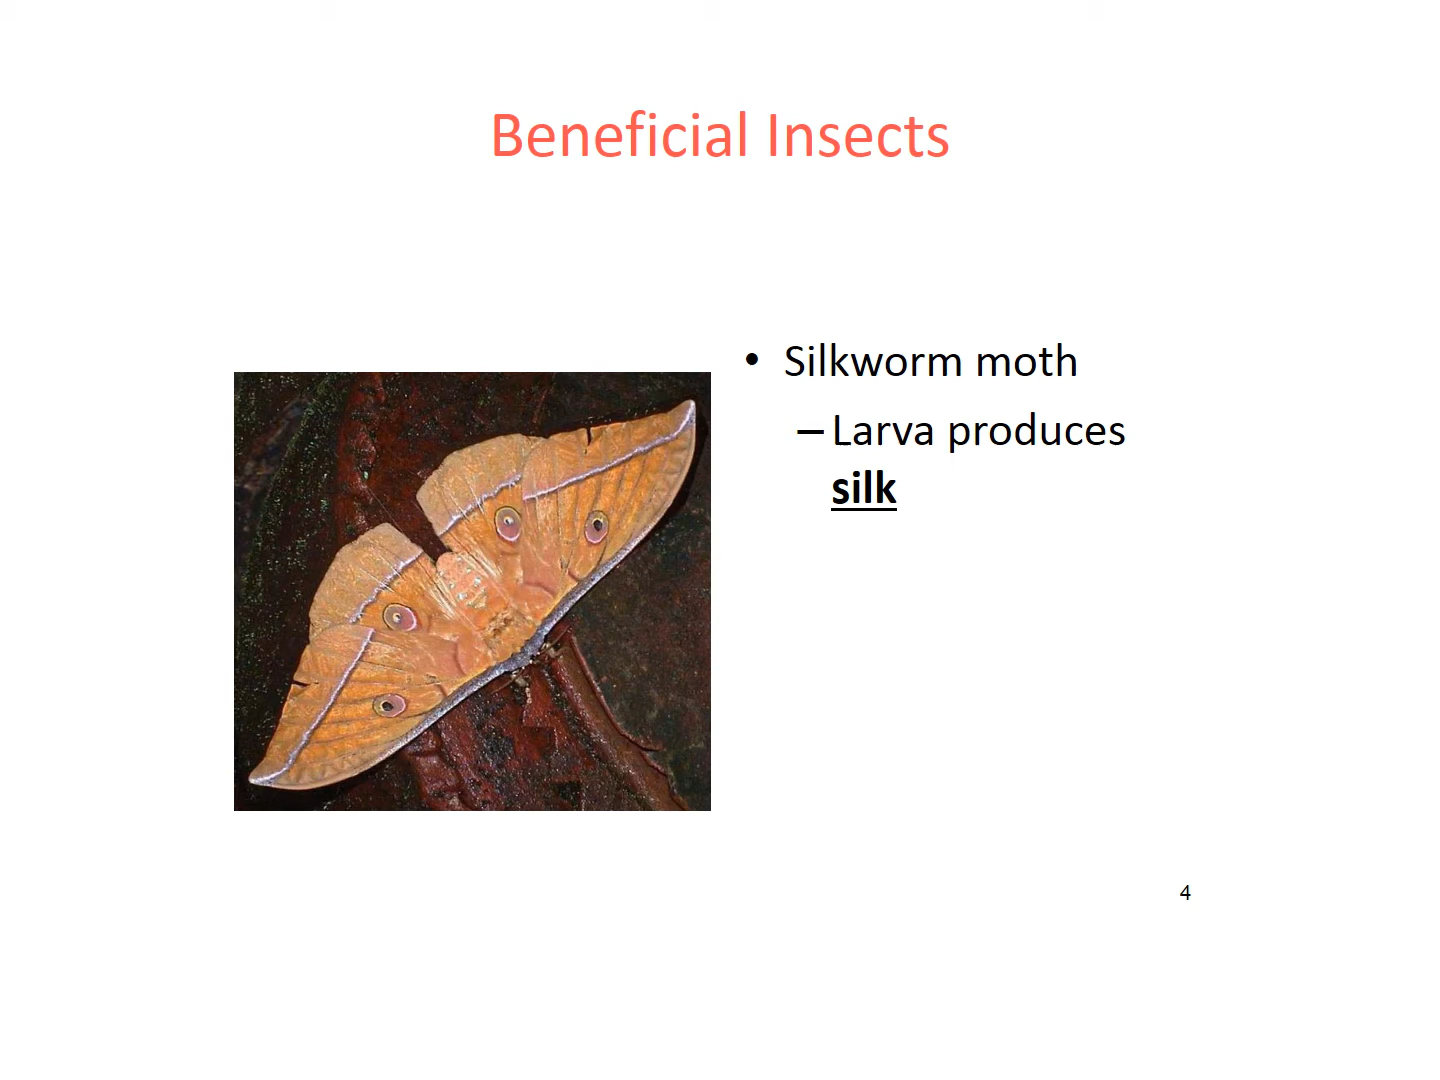 Beneficial Insects
• Silkworm moth
– Larva produces
silk
4